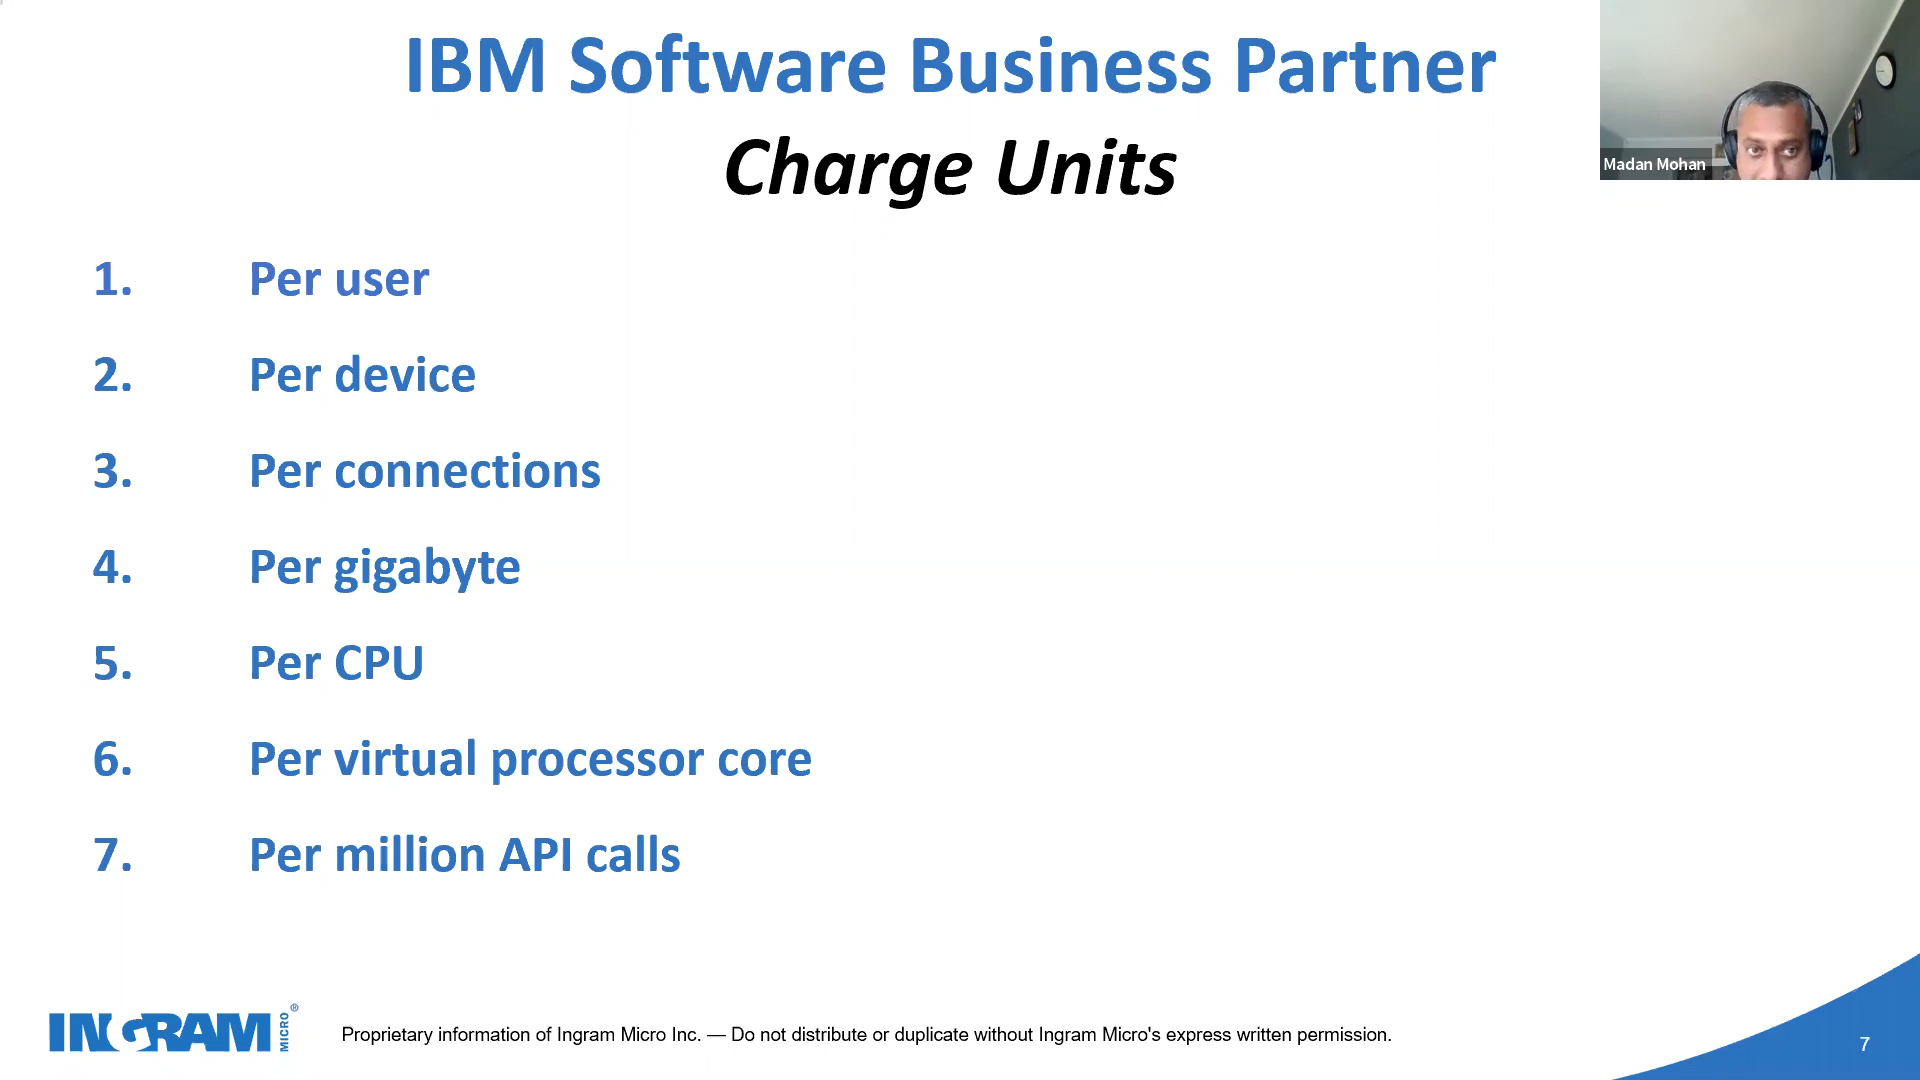 IBM Software Business Partner
Charge Units
Madan Mohan
1. Per user
2. Per device
3. Per connections
4. Per gigabyte
5. Per CPU
6. Per virtual processor core
7. Per million API calls
INGRAM MICRO®
Proprietary information of Ingram Micro Inc. — Do not distribute or duplicate without Ingram Micro's express written permission.
7